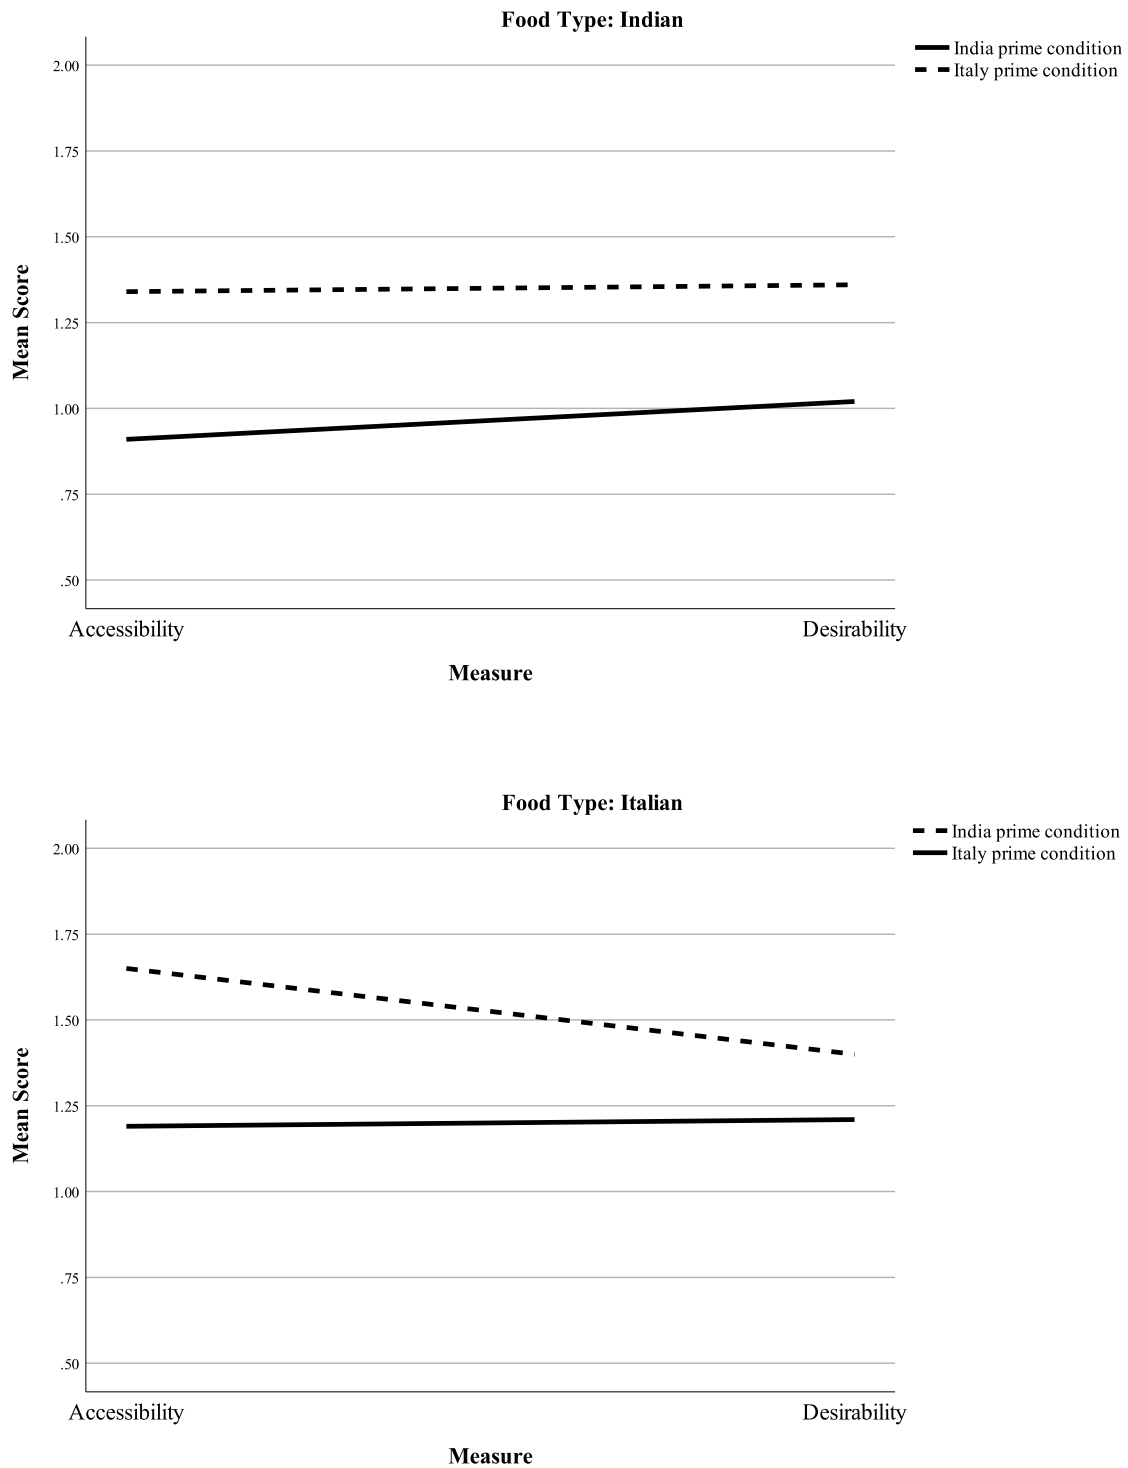 Food Type: Indian
India prime condition
Italy prime condition
2.00
1.75
1.50
1.25
1.00
.75
.50
Mean Score
Accessibility
Desirability
Measure
Food Type: Italian
India prime condition
Italy prime condition
2.00
1.75
1.50
1.25
1.00
.75
.50
Mean Score
Accessibility
Desirability
Measure